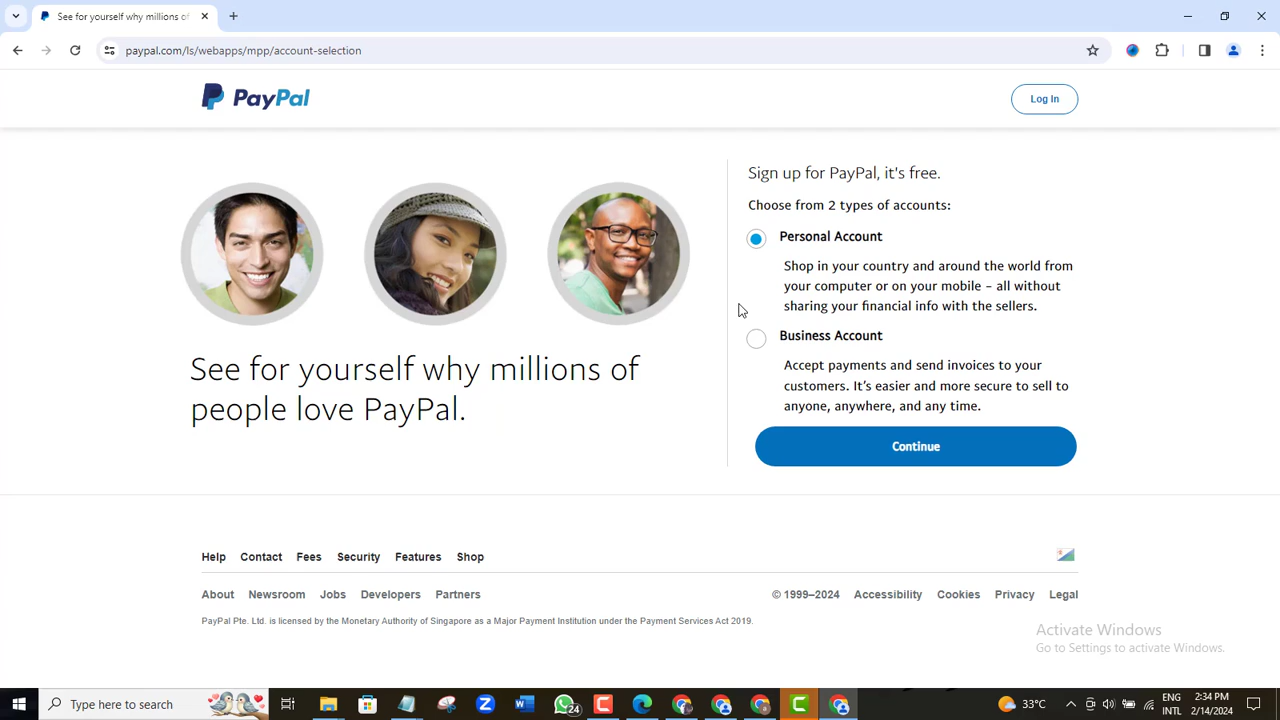 See for yourself why millions of
paypal.com/ls/webapps/mpp/account-selection
PayPal
Log In
See for yourself why millions of
people love PayPal.
Sign up for PayPal, it's free.
Choose from 2 types of accounts:
Personal Account
Shop in your country and around the world from
your computer or on your mobile – all without
sharing your financial info with the sellers.
Business Account
Accept payments and send invoices to your
customers. It's easier and more secure to sell to
anyone, anywhere, and any time.
Continue
Help Contact Fees Security Features Shop
About Newsroom Jobs Developers Partners
© 1999–2024 Accessibility Cookies Privacy Legal
PayPal Pte. Ltd. is licensed by the Monetary Authority of Singapore as a Major Payment Institution under the Payment Services Act 2019.
Activate Windows
Go to Settings to activate Windows.
Type here to search
24
33°C
ENG
INTL
2:34 PM
2/14/2024